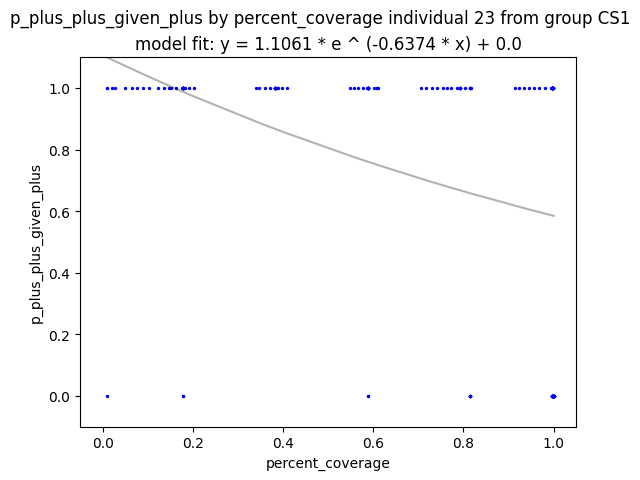 p_plus_plus_given_plus by percent_coverage individual 23 from group CS1
model fit: y = 1.1061 * e ^ (-0.6374 * x) + 0.0
1.0
0.8
0.6
0.4
0.2
0.0
p_plus_plus_given_plus
0.0 0.2 0.4 0.6 0.8 1.0
percent_coverage